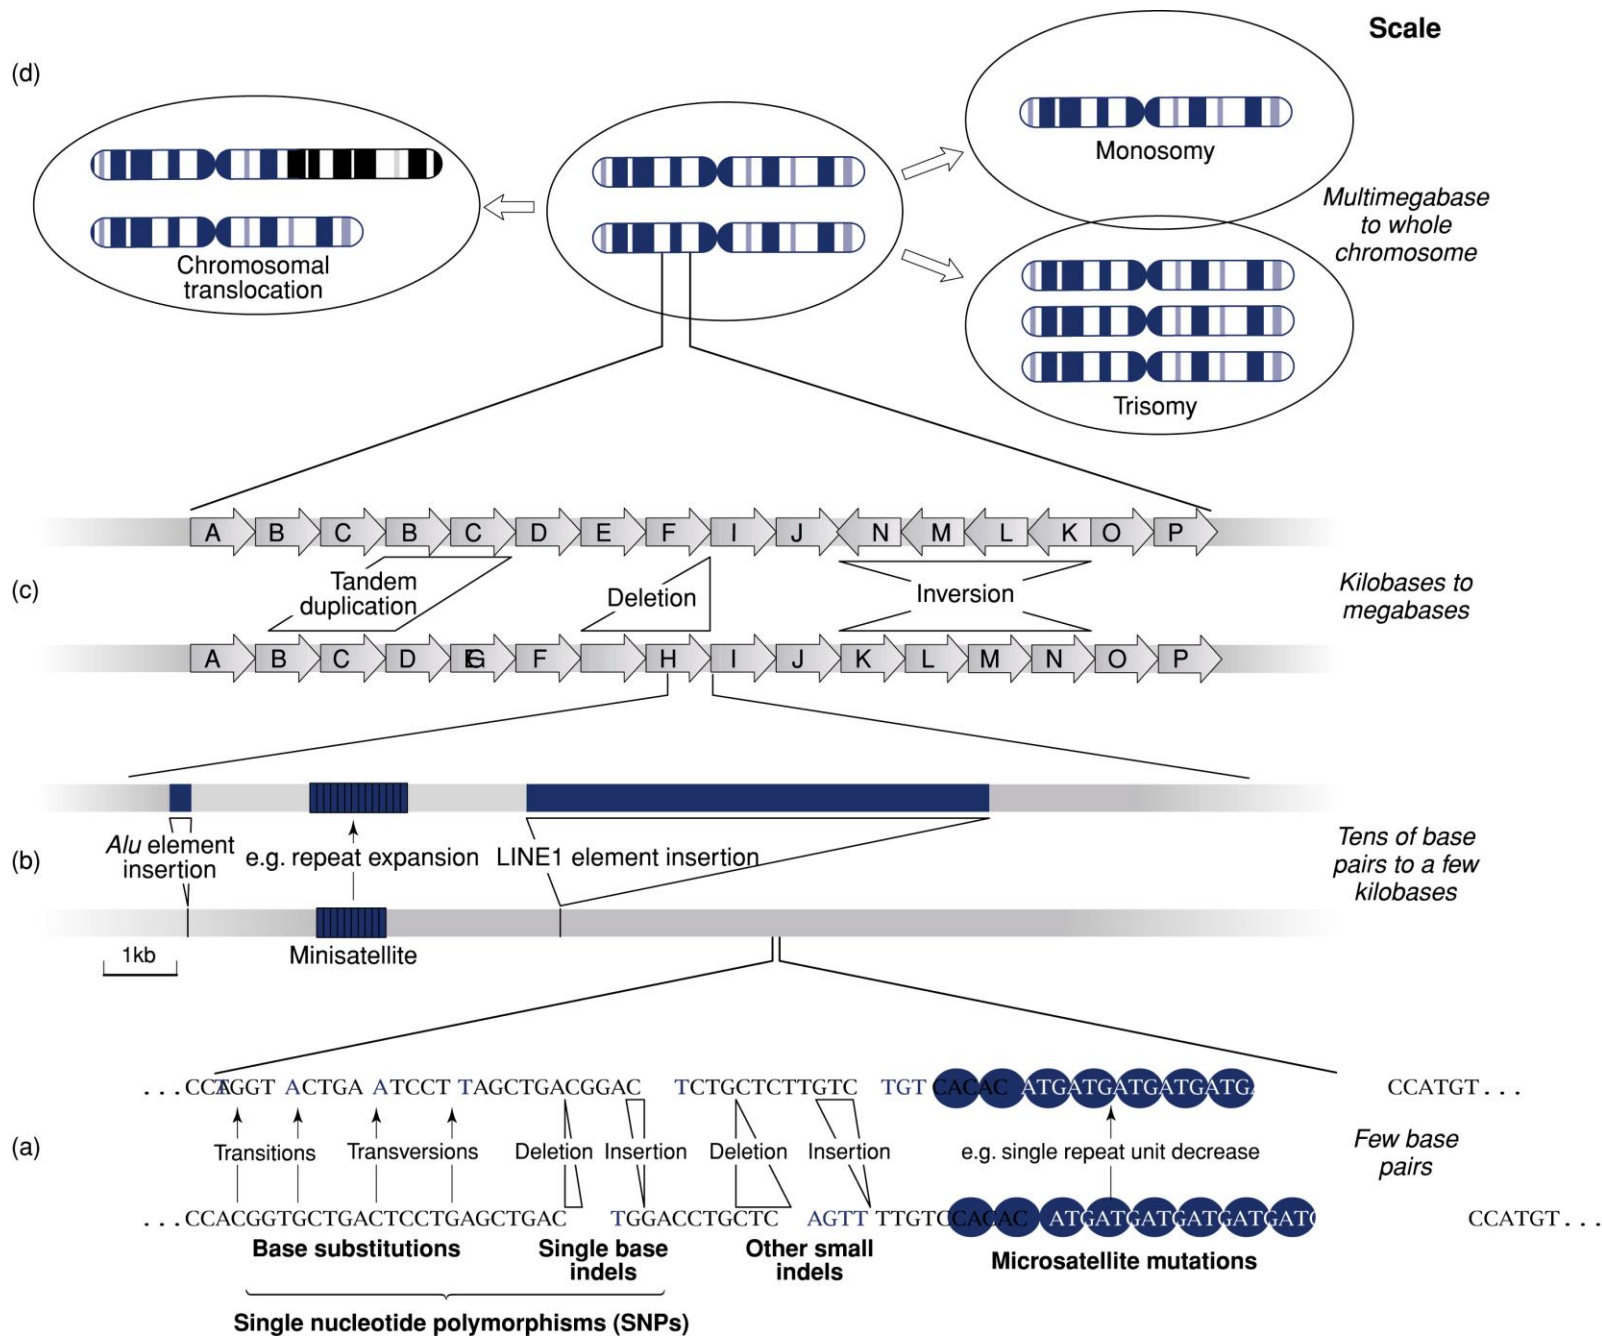 Scale
(d)
Monosomy
Multimegabase
to whole
chromosome
Chromosomal
translocation
Trisomy
A B C B C D E F I J N M L K O P
(c)
Tandem
duplication
Deletion
Inversion
Kilobases to
megabases
A B C D E G F H I J K L M N O P
(b)
Alu element
insertion
e.g. repeat expansion
LINE1 element insertion
Tens of base
pairs to a few
kilobases
1kb
Minisatellite
(a)
GGT ACTGA ATCCT TAGCTGACGGAC TCTGCTCTTGTC TGT CACAC ATGATGATGATGATG CCATGT...
Transitions
Transversions
Deletion
Insertion
Deletion
Insertion
e.g. single repeat unit decrease
Few base
pairs
...CCACGGTGCTGACTCCTGAGCTGAC TGGACCTGCTC AGTT TTGTCCACAC ATGATGATGATGATGATG CCATGT...
Base substitutions
Single base
indels
Other small
indels
Microsatellite mutations
Single nucleotide polymorphisms (SNPs)